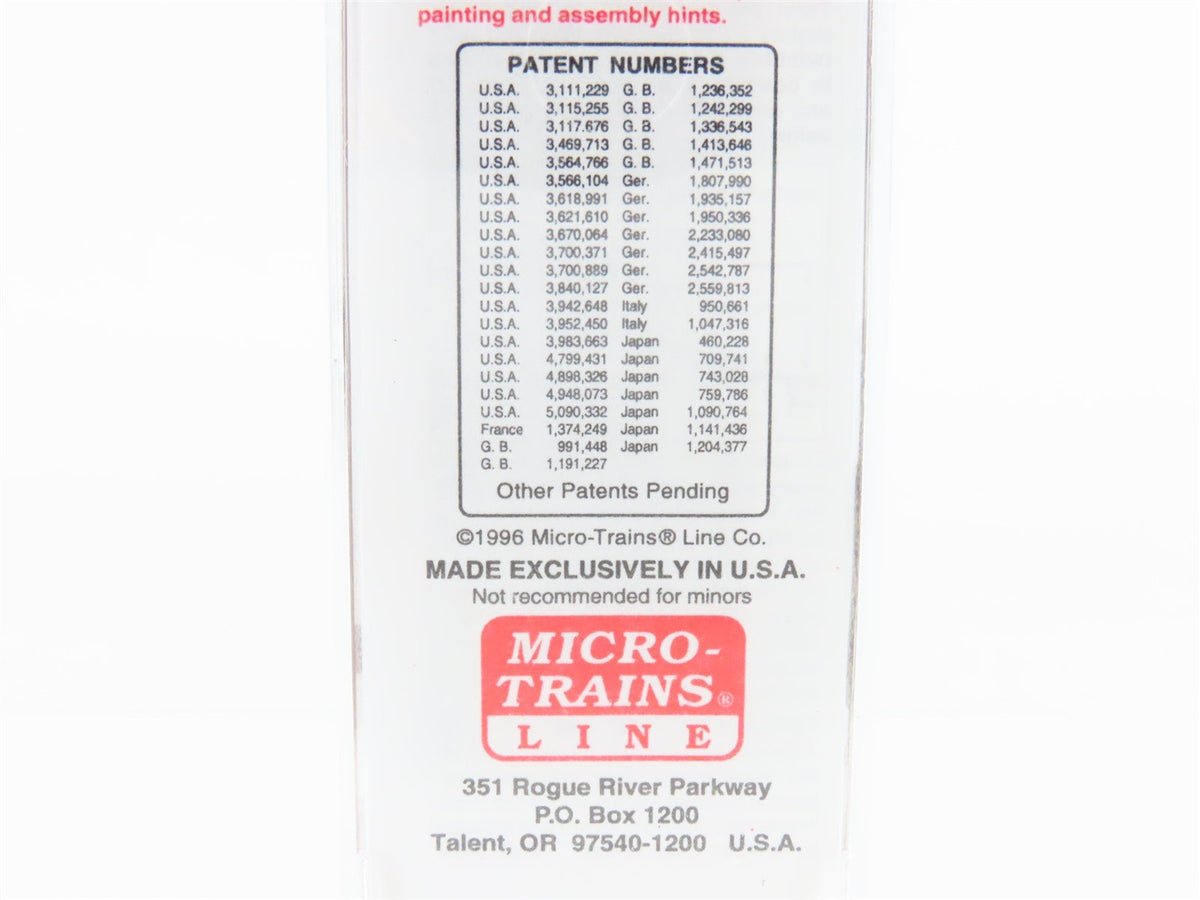 painting and assembly hints.
PATENT NUMBERS
U.S.A. 3,111,229 G. B. 1,236,352
U.S.A. 3,115,255 G. B. 1,242,299
U.S.A. 3,117.676 G. B. 1,336,543
U.S.A. 3,469,713 G. B. 1,413,646
U.S.A. 3,564,766 G. B. 1,471,513
U.S.A. 3,566,104 Ger. 1,807,990
U.S.A. 3,618,991 Ger. 1,935,157
U.S.A. 3,621,610 Ger. 1,950,336
U.S.A. 3,670,064 Ger. 2,233,080
U.S.A. 3,700,371 Ger. 2,415,497
U.S.A. 3,700,889 Ger. 2,542,787
U.S.A. 3,840,127 Ger. 2,559,813
U.S.A. 3,942,648 Italy 950,661
U.S.A. 3,952,450 Italy 1,047,316
U.S.A. 3,983,663 Japan 460,228
U.S.A. 4,799,431 Japan 709,741
U.S.A. 4,898,326 Japan 743,028
U.S.A. 4,948,073 Japan 759,786
U.S.A. 5,090,332 Japan 1,090,764
France 1,374,249 Japan 1,141,436
G. B. 991,448 Japan 1,204,377
G. B. 1,191,227
Other Patents Pending
©1996 Micro-Trains® Line Co.
MADE EXCLUSIVELY IN U.S.A.
Not recommended for minors
MICRO-
TRAINS®
LINE
351 Rogue River Parkway
P.O. Box 1200
Talent, OR 97540-1200 U.S.A.